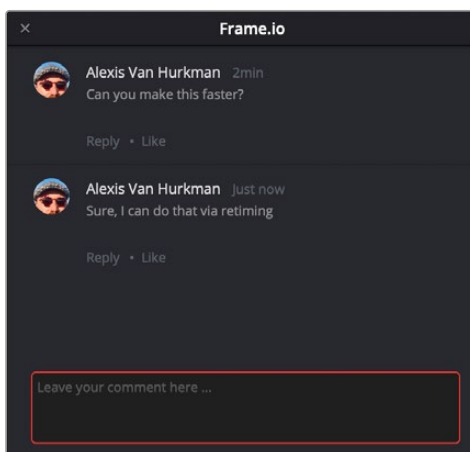 Frame.io
Alexis Van Hurkman 2min
Can you make this faster?
Reply • Like
Alexis Van Hurkman Just now
Sure, I can do that via retiming
Reply • Like
Leave your comment here ...